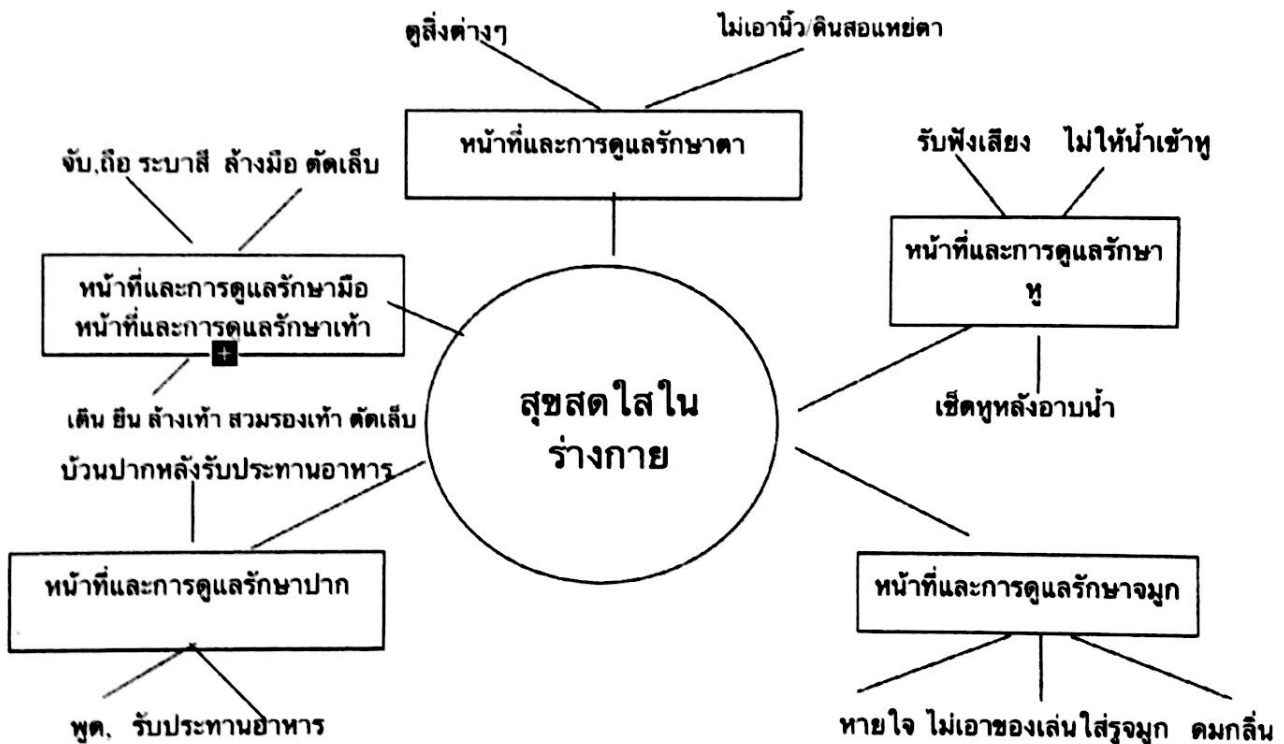 ดูสิ่งต่างๆ
ไม่เอานิ้ว/ดินสอแหย่ตา
หน้าที่และการดูแลรักษาตา
จับ,ถือ ระบาสี ล้างมือ ตัดเล็บ
รับฟังเสียง ไม่ให้น้ำเข้าหู
หน้าที่และการดูแลรักษามือ
หน้าที่และการดูแลรักษาเท้า
หน้าที่และการดูแลรักษา
หู
เดิน ยืน ล้างเท้า สวมรองเท้า ตัดเล็บ
เช็ดหูหลังอาบน้ำ
สุขสดใสใน
ร่างกาย
บ้วนปากหลังรับประทานอาหาร
หน้าที่และการดูแลรักษาปาก
หน้าที่และการดูแลรักษาจมูก
พูด, รับประทานอาหาร
หายใจ ไม่เอาของเล่นใส่รูจมูก ดมกลิ่น